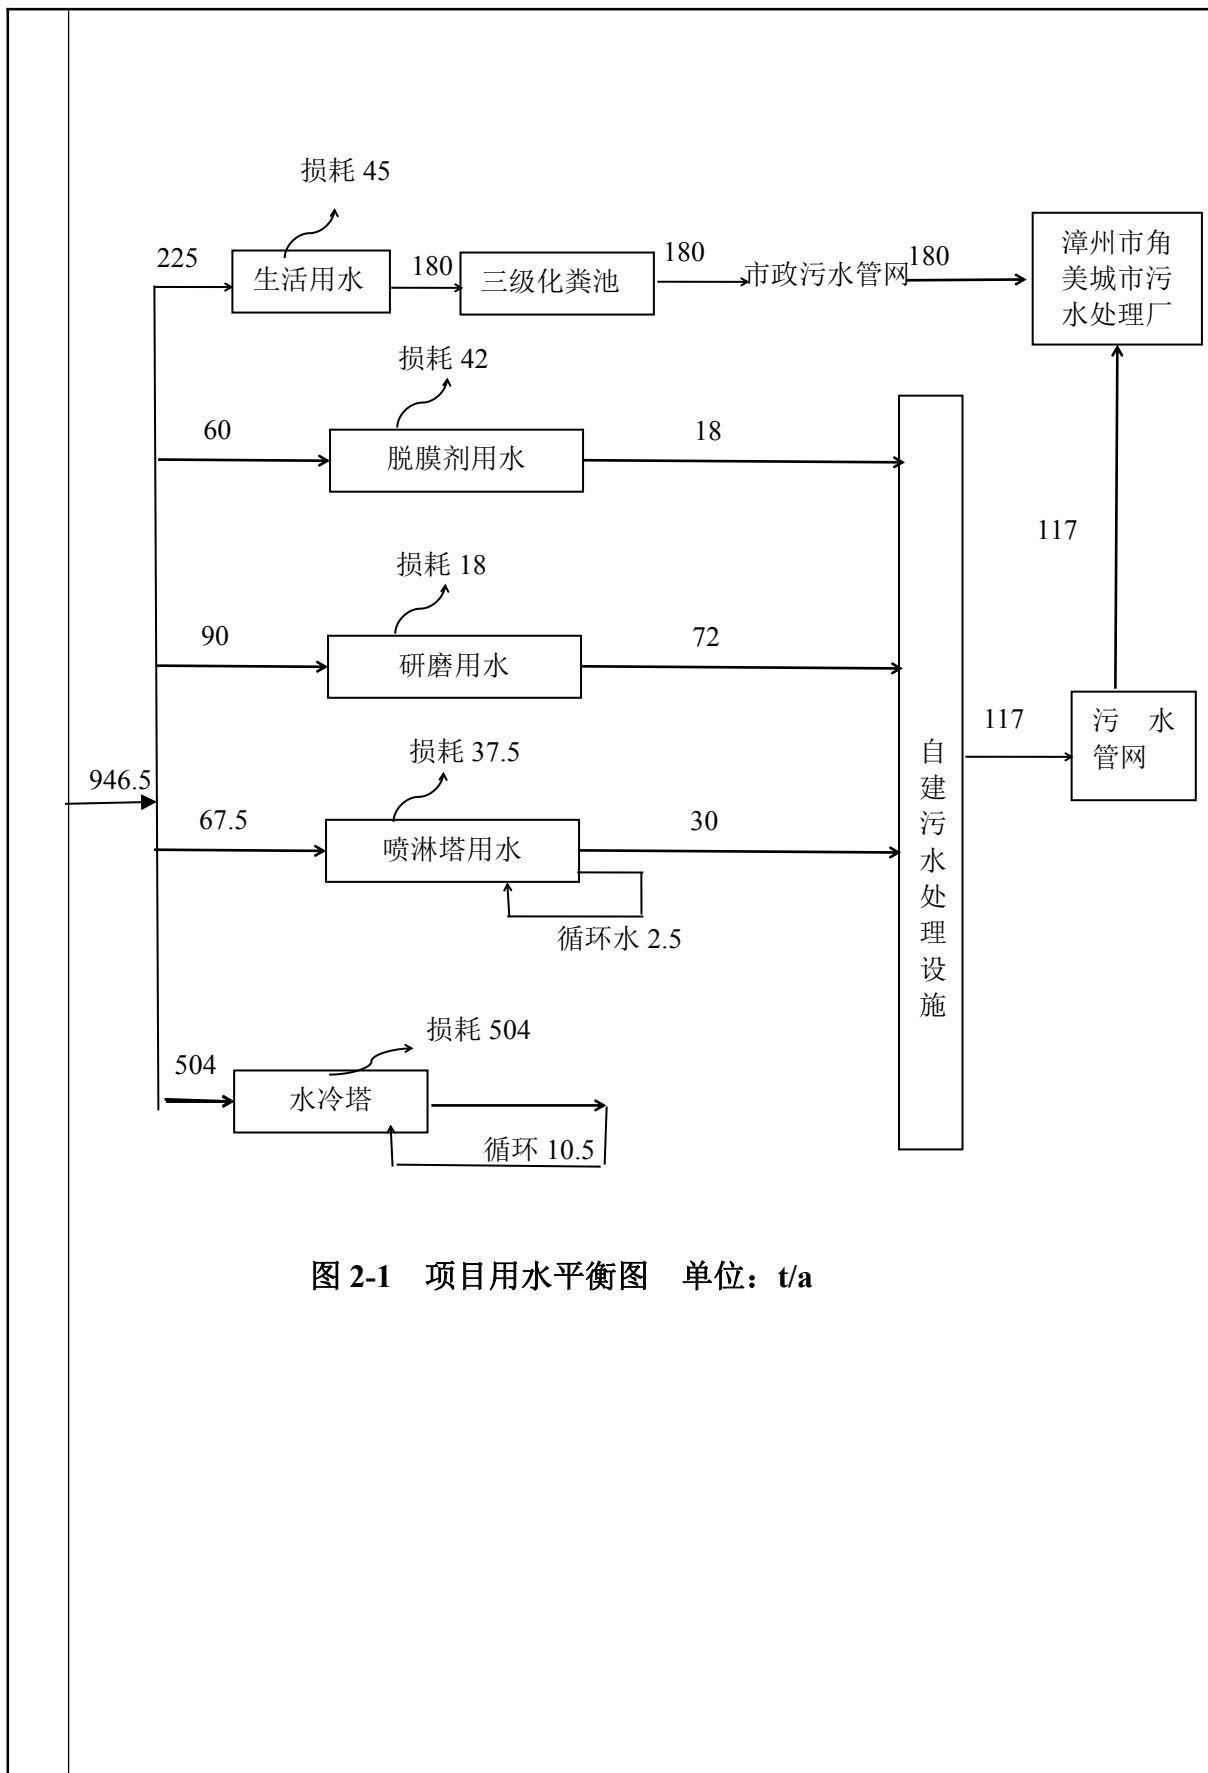 损耗 45
225
生活用水
180
三级化粪池
180
市政污水管网
180
漳州市角
美城市污
水处理厂
损耗 42
60
脱膜剂用水
18
117
损耗 18
90
研磨用水
72
117
污 水
管网
损耗 37.5
946.5
67.5
喷淋塔用水
30
循环水 2.5
自
建
污
水
处
理
设
施
损耗 504
504
水冷塔
循环 10.5
图 2-1 项目用水平衡图 单位：t/a